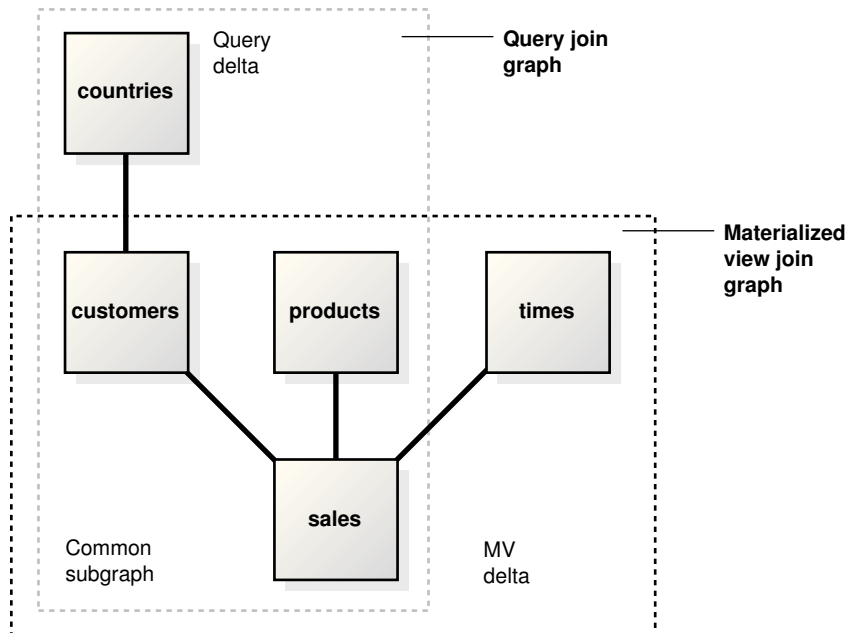 Query
delta
Query join
graph
countries
Materialized
view join
graph
customers
products
times
sales
Common
subgraph
MV
delta